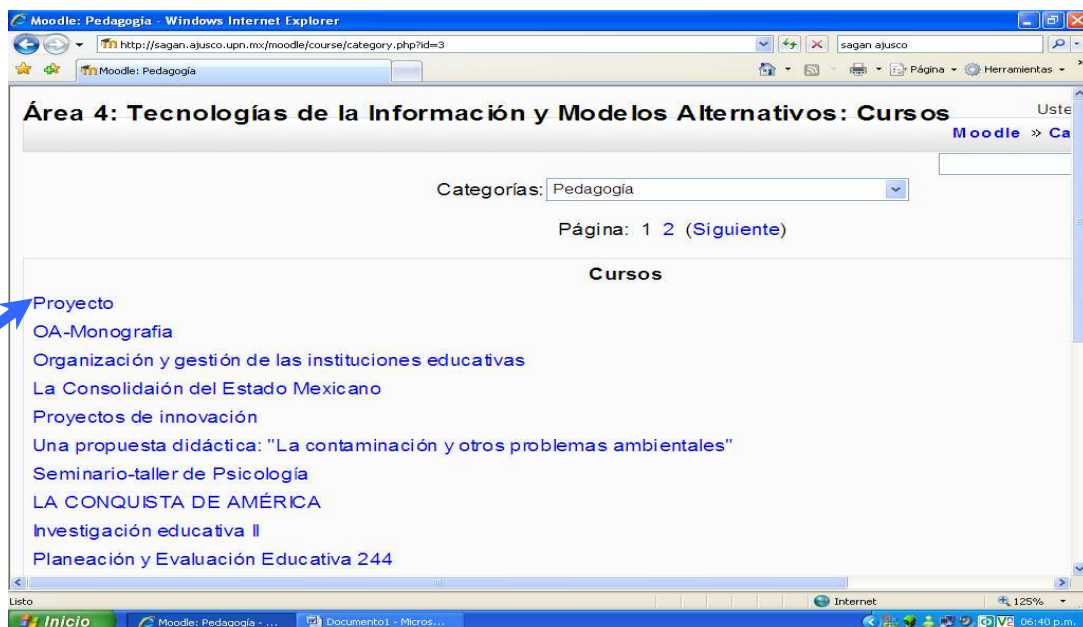 Moodle: Pedagogía - Windows Internet Explorer
http://sagan.ajusco.upn.mx/moodle/course/category.php?id=3
sagan ajusco
Moodle: Pedagogía
Página
Herramientas
Área 4: Tecnologías de la Información y Modelos Alternativos: Cursos
Uste
Moodle » Ca
Categorías: Pedagogía
Página: 1 2 (Siguiente)
Cursos
Proyecto
OA-Monografia
Organización y gestión de las instituciones educativas
La Consolidaión del Estado Mexicano
Proyectos de innovación
Una propuesta didáctica: "La contaminación y otros problemas ambientales"
Seminario-taller de Psicología
LA CONQUISTA DE AMÉRICA
Investigación educativa II
Planeación y Evaluación Educativa 244
Listo
Internet
125%
Inicio
Moodle: Pedagogía - ...
Documento1 - Micros...
06:40 p.m.